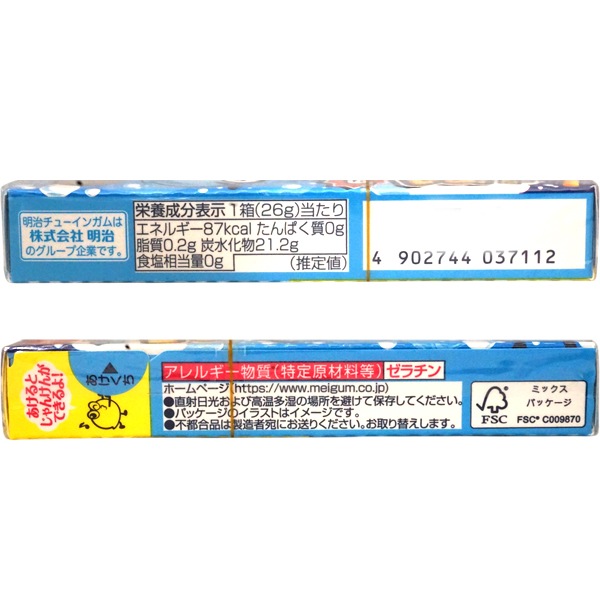 明治チューインガムは
株式会社 明治
のグループ企業です。
栄養成分表示 1箱(26g)当たり
エネルギー87kcal たんぱく質0g
脂質0.2g 炭水化物21.2g
食塩相当量0g (推定値)
4 902744 037112
あけると
じゃんけんが
できるよ!
あけくち
アレルギー物質(特定原材料等) ゼラチン
ホームページ(https://www.meigum.co.jp)
●直射日光および高温多湿の場所を避けて保存してください。
●パッケージのイラストはイメージです。
●不都合品は製造者宛にお送りください。お取り替えします。
FSC
ミックス
パッケージ
FSC® C009870